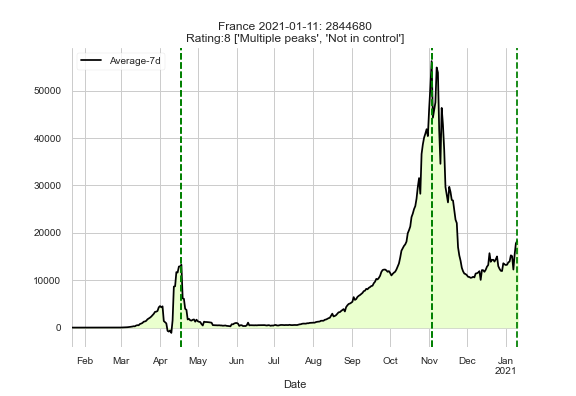 France 2021-01-11: 2844680
Rating:8 ['Multiple peaks', 'Not in control']
Average-7d
50000
40000
30000
20000
10000
0
Feb Mar Apr May Jun Jul Aug Sep Oct Nov Dec Jan
2021
Date